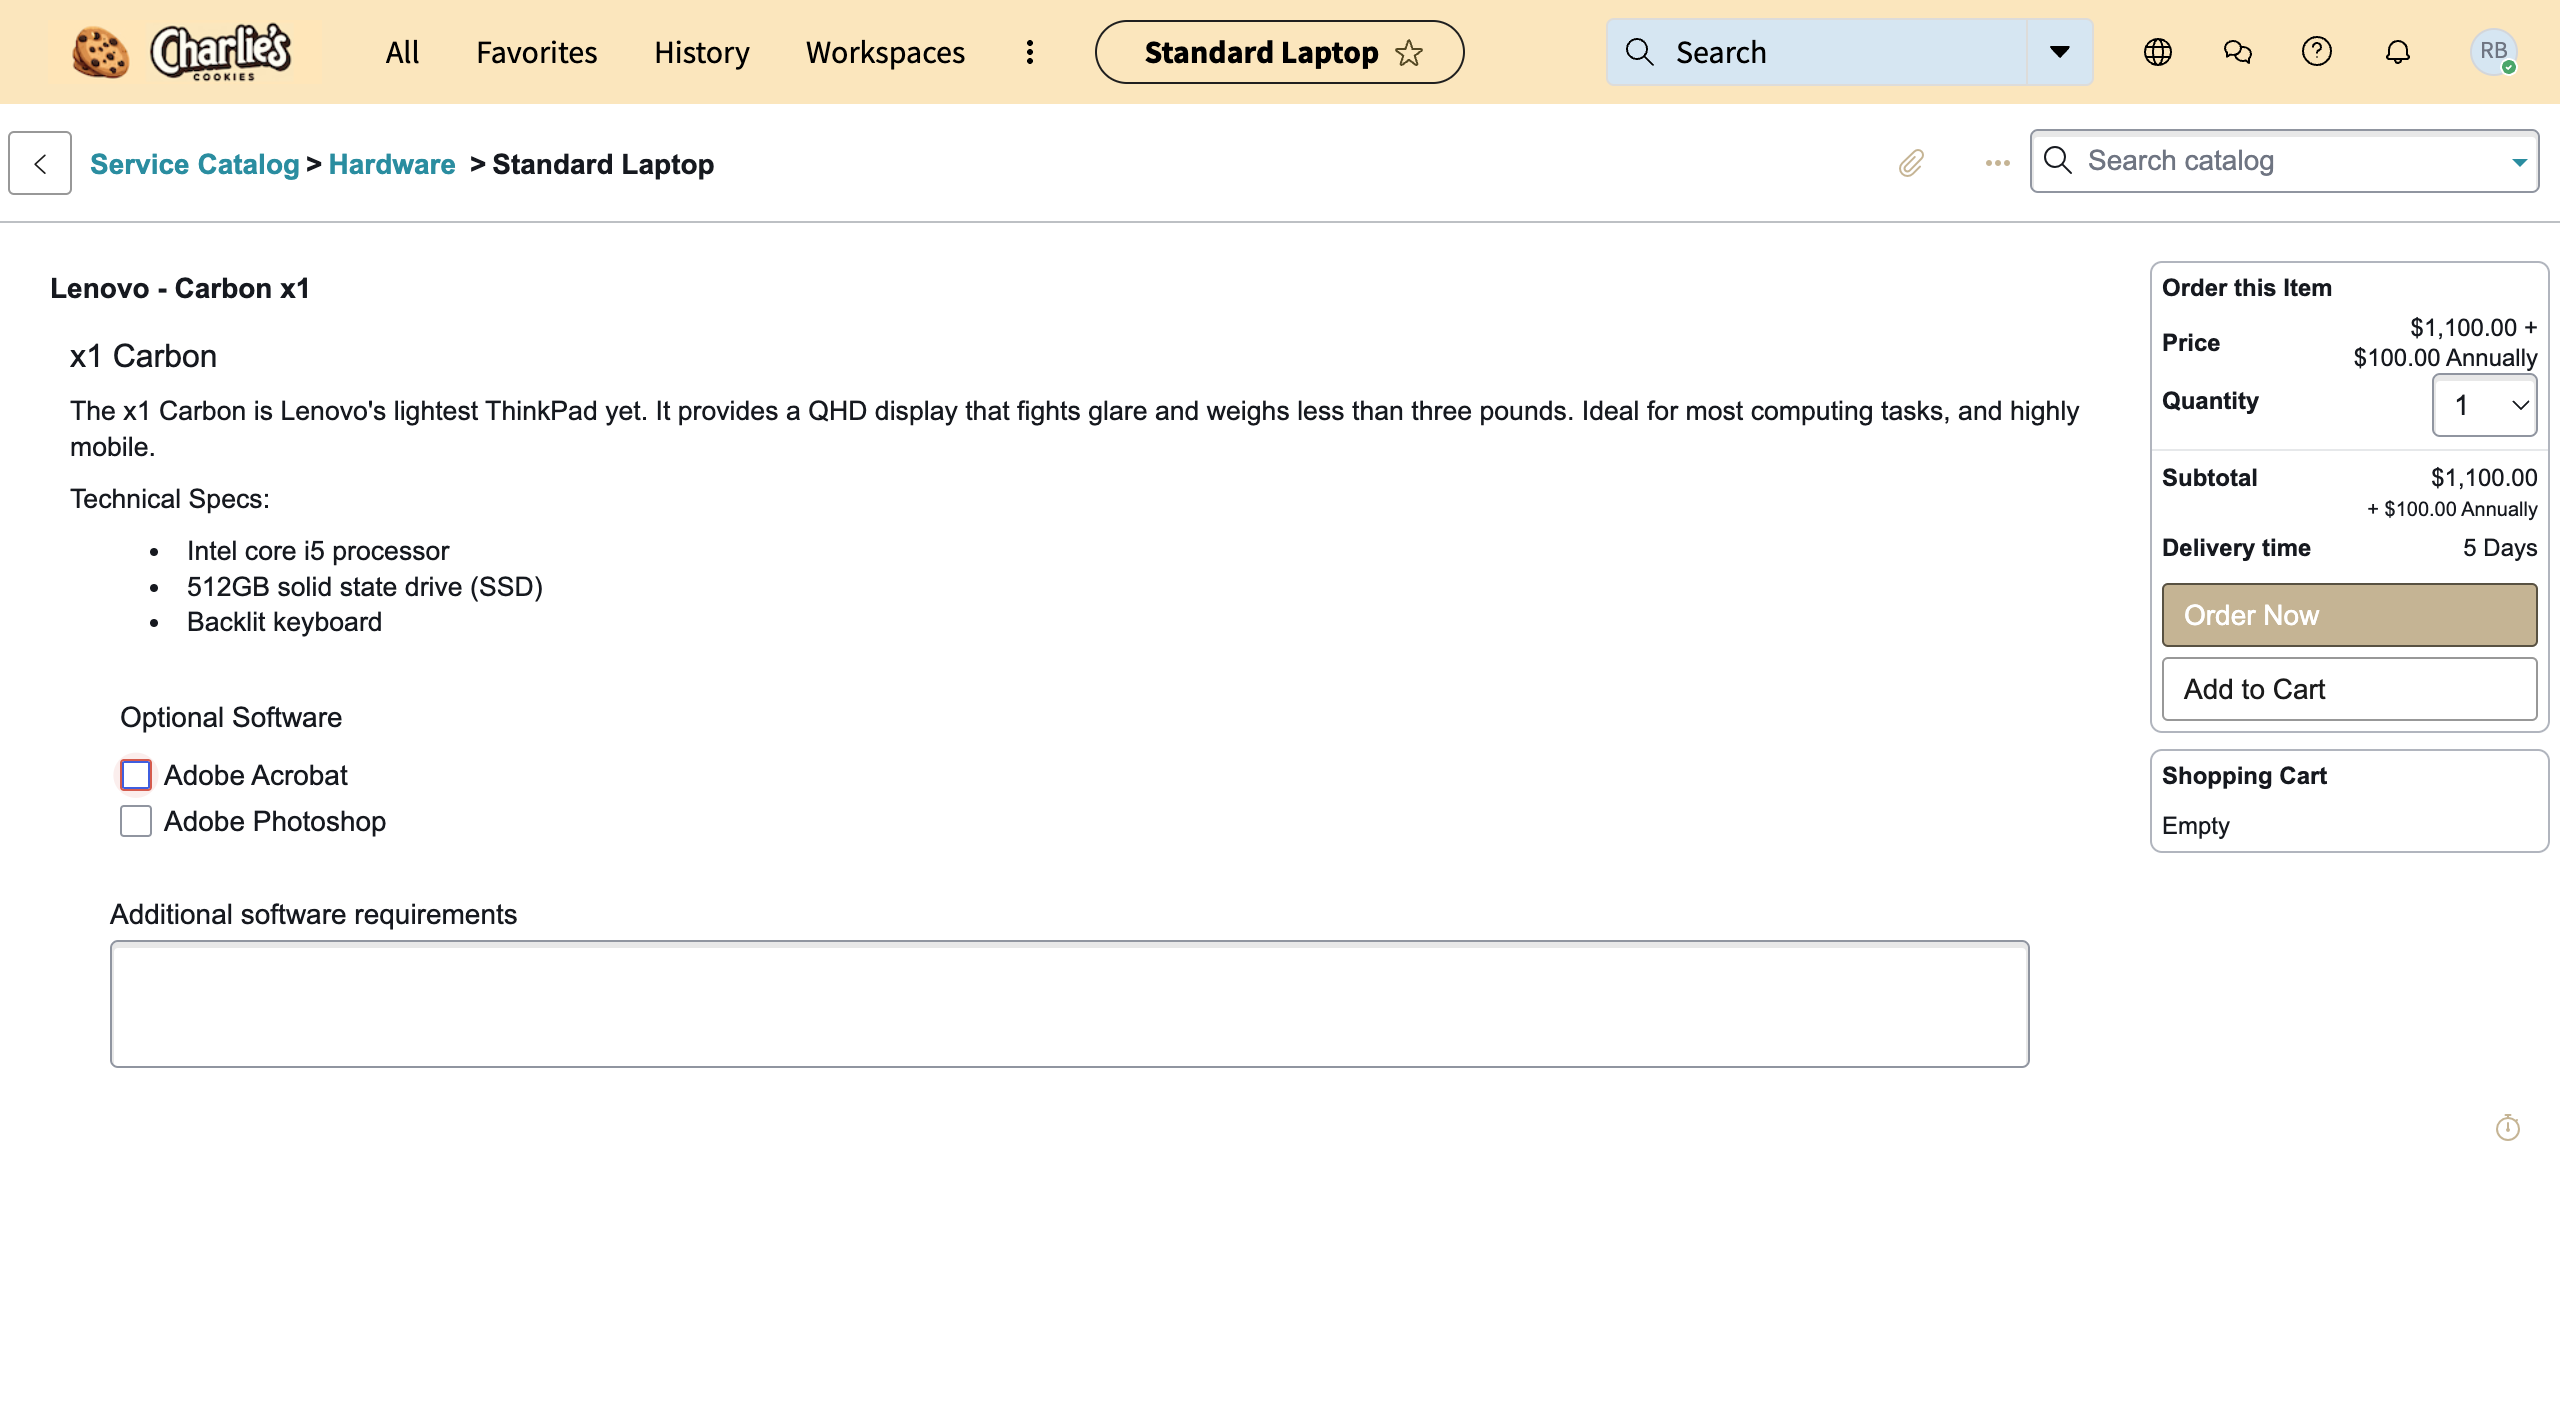 Charlie's
COOKIES
All
Favorites
History
Workspaces
Standard Laptop
Search
RB
Service Catalog > Hardware > Standard Laptop
Search catalog
Lenovo - Carbon x1
x1 Carbon
The x1 Carbon is Lenovo's lightest ThinkPad yet. It provides a QHD display that fights glare and weighs less than three pounds. Ideal for most computing tasks, and highly
mobile.
Technical Specs:
• Intel core i5 processor
• 512GB solid state drive (SSD)
• Backlit keyboard
Optional Software
Adobe Acrobat
Adobe Photoshop
Additional software requirements
Order this Item
Price
$1,100.00 +
$100.00 Annually
Quantity
1
Subtotal
$1,100.00
+ $100.00 Annually
Delivery time
5 Days
Order Now
Add to Cart
Shopping Cart
Empty